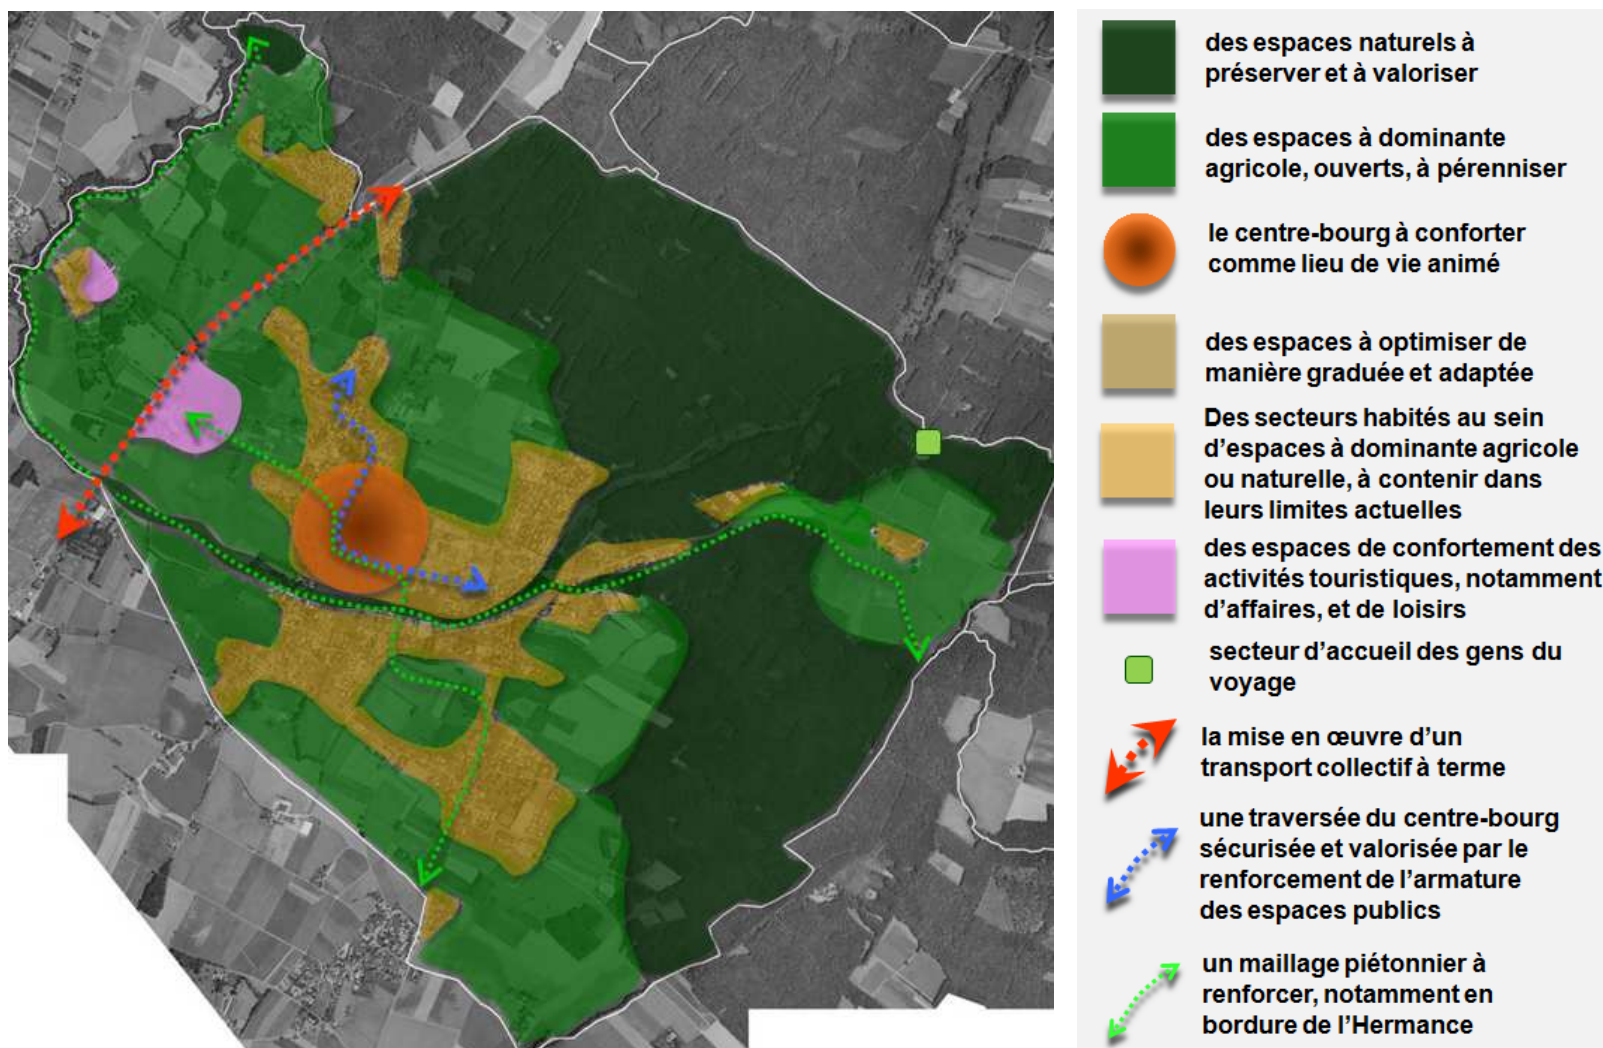 des espaces naturels à
préserver et à valoriser
des espaces à dominante
agricole, ouverts, à pérenniser
le centre-bourg à conforter
comme lieu de vie animé
des espaces à optimiser de
manière graduée et adaptée
Des secteurs habités au sein
d'espaces à dominante agricole
ou naturelle, à contenir dans
leurs limites actuelles
des espaces de confortement des
activités touristiques, notamment
d'affaires, et de loisirs
secteur d'accueil des gens du
voyage
la mise en œuvre d'un
transport collectif à terme
une traversée du centre-bourg
sécurisée et valorisée par le
renforcement de l'armature
des espaces publics
un maillage piétonnier à
renforcer, notamment en
bordure de l'Hermance